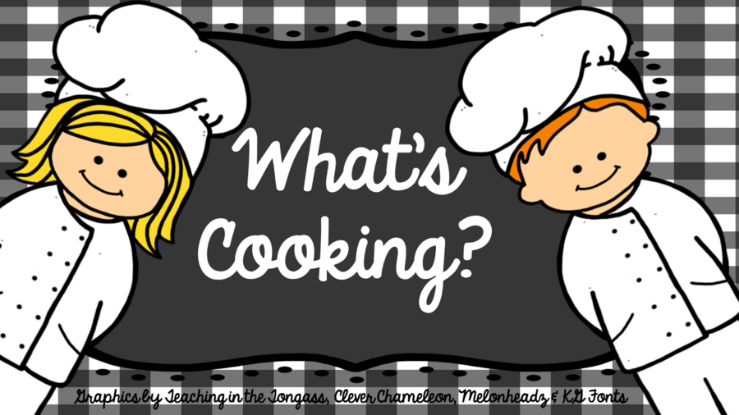 What's
Cooking?
Graphics by Teaching in the Tongass, Clever Chameleon, Melonheadz & KG Fonts